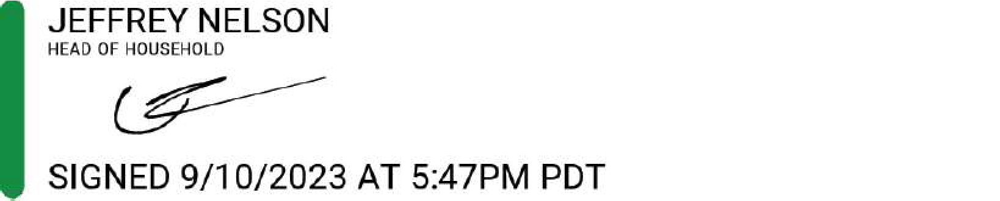 JEFFREY NELSON
HEAD OF HOUSEHOLD
SIGNED 9/10/2023 AT 5:47PM PDT